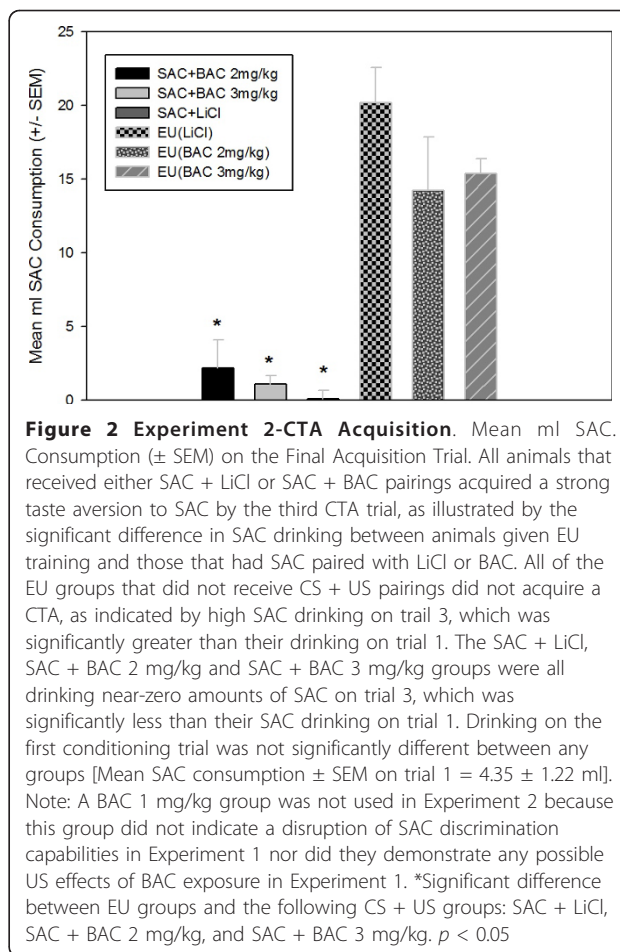 25
20
15
10
5
0
Mean ml SAC Consumption (+/- SEM)
SAC+BAC 2mg/kg
SAC+BAC 3mg/kg
SAC+LiCl
EU(LiCl)
EU(BAC 2mg/kg)
EU(BAC 3mg/kg)
*
*
*
Figure 2 Experiment 2-CTA Acquisition. Mean ml SAC.
Consumption (± SEM) on the Final Acquisition Trial. All animals that
received either SAC + LiCl or SAC + BAC pairings acquired a strong
taste aversion to SAC by the third CTA trial, as illustrated by the
significant difference in SAC drinking between animals given EU
training and those that had SAC paired with LiCl or BAC. All of the
EU groups that did not receive CS + US pairings did not acquire a
CTA, as indicated by high SAC drinking on trail 3, which was
significantly greater than their drinking on trial 1. The SAC + LiCl,
SAC + BAC 2 mg/kg and SAC + BAC 3 mg/kg groups were all
drinking near-zero amounts of SAC on trial 3, which was
significantly less than their SAC drinking on trial 1. Drinking on the
first conditioning trial was not significantly different between any
groups [Mean SAC consumption ± SEM on trial 1 = 4.35 ± 1.22 ml].
Note: A BAC 1 mg/kg group was not used in Experiment 2 because
this group did not indicate a disruption of SAC discrimination
capabilities in Experiment 1 nor did they demonstrate any possible
US effects of BAC exposure in Experiment 1. *Significant difference
between EU groups and the following CS + US groups: SAC + LiCl,
SAC + BAC 2 mg/kg, and SAC + BAC 3 mg/kg. p < 0.05